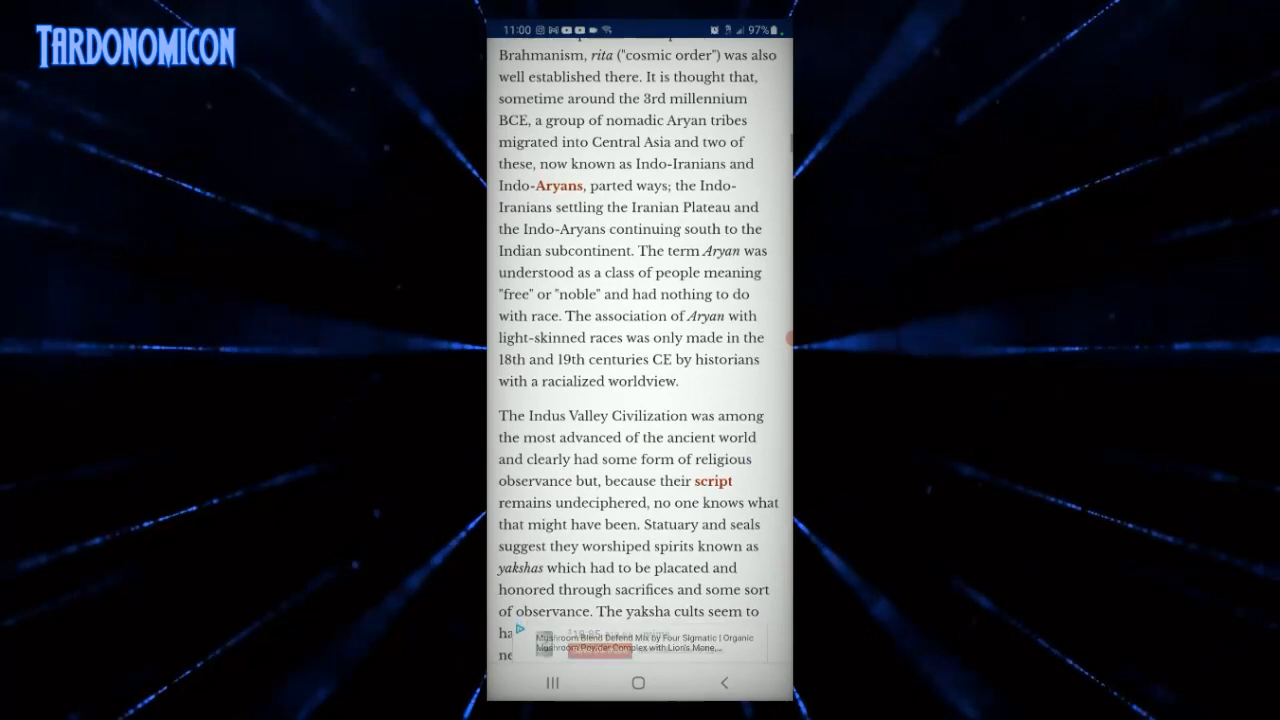 TARDONOMICON
11:00
97%
Brahmanism, rita ("cosmic order") was also
well established there. It is thought that,
sometime around the 3rd millennium
BCE, a group of nomadic Aryan tribes
migrated into Central Asia and two of
these, now known as Indo-Iranians and
Indo-Aryans, parted ways; the Indo-
Iranians settling the Iranian Plateau and
the Indo-Aryans continuing south to the
Indian subcontinent. The term Aryan was
understood as a class of people meaning
"free" or "noble" and had nothing to do
with race. The association of Aryan with
light-skinned races was only made in the
18th and 19th centuries CE by historians
with a racialized worldview.
The Indus Valley Civilization was among
the most advanced of the ancient world
and clearly had some form of religious
observance but, because their script
remains undeciphered, no one knows what
that might have been. Statuary and seals
suggest they worshiped spirits known as
yakshas which had to be placated and
honored through sacrifices and some sort
of observance. The yaksha cults seem to
ha
Mushroom Blend Defend Mix by Four Sigmatic | Organic
Mushroom Powder Complex with Lion's Mane,...
ne